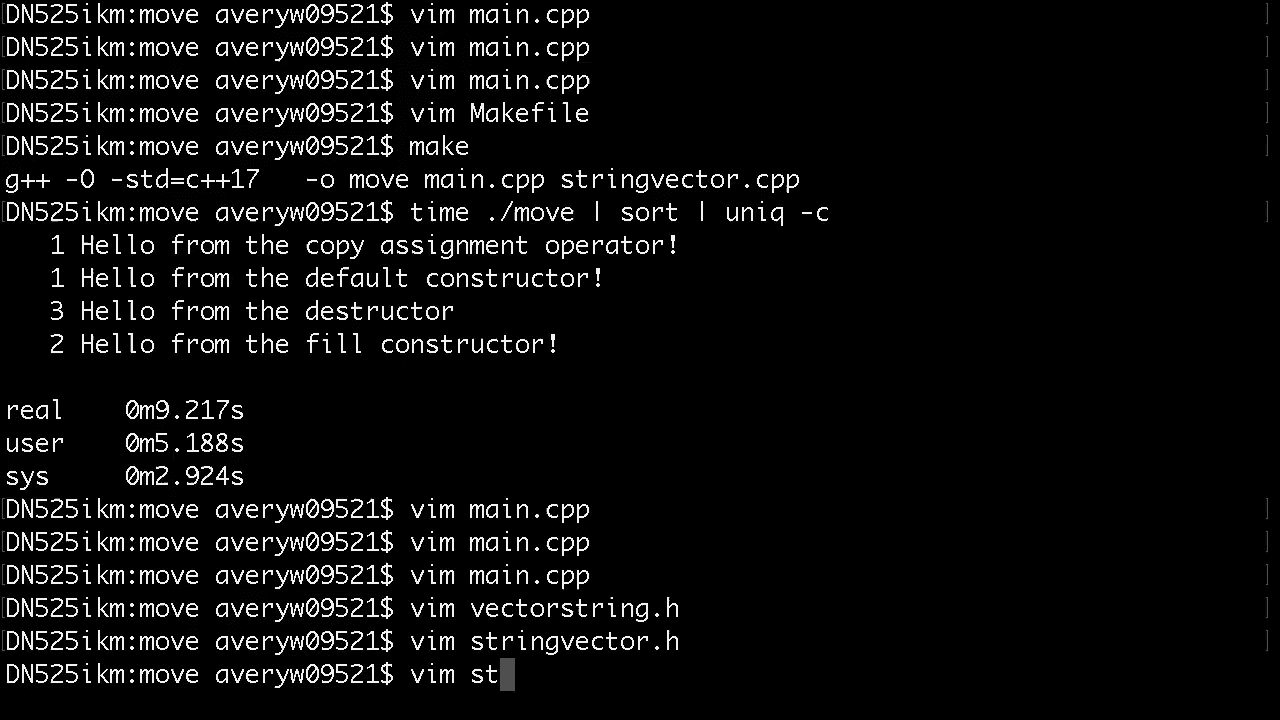 [DN525ikm:move averyw09521$ vim main.cpp ]
[DN525ikm:move averyw09521$ vim main.cpp ]
[DN525ikm:move averyw09521$ vim main.cpp ]
[DN525ikm:move averyw09521$ vim Makefile ]
[DN525ikm:move averyw09521$ make ]
g++ -O -std=c++17   -o move main.cpp stringvector.cpp
[DN525ikm:move averyw09521$ time ./move | sort | uniq -c ]
   1 Hello from the copy assignment operator!
   1 Hello from the default constructor!
   3 Hello from the destructor
   2 Hello from the fill constructor!
real    0m9.217s
user    0m5.188s
sys     0m2.924s
[DN525ikm:move averyw09521$ vim main.cpp ]
[DN525ikm:move averyw09521$ vim main.cpp ]
[DN525ikm:move averyw09521$ vim main.cpp ]
[DN525ikm:move averyw09521$ vim vectorstring.h ]
[DN525ikm:move averyw09521$ vim stringvector.h ]
DN525ikm:move averyw09521$ vim st